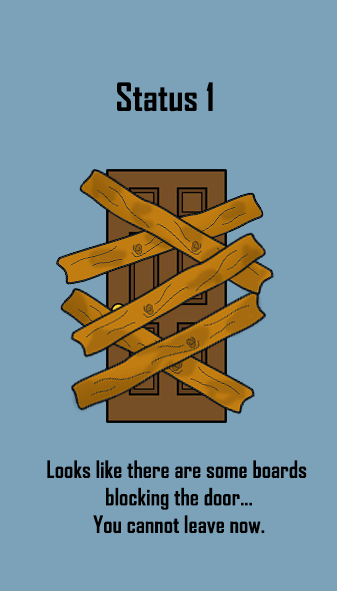 Status 1
Looks like there are some boards
blocking the door...
You cannot leave now.